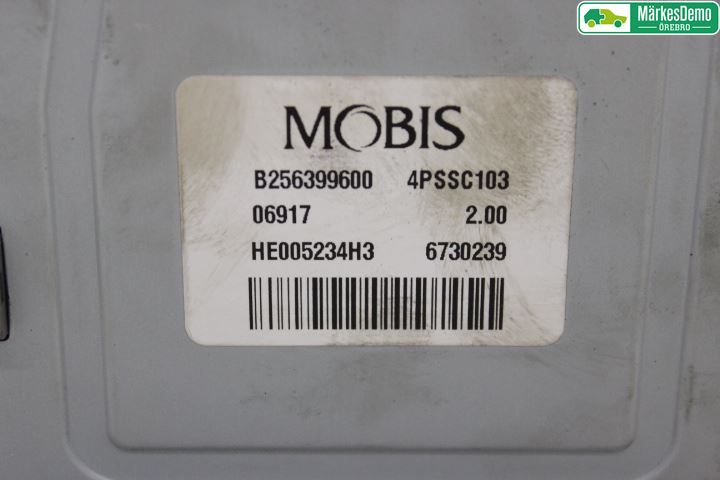 MärkesDemo
ÖREBRO
MOBIS
B256399600 4PSSC103
06917 2.00
HE005234H3 6730239